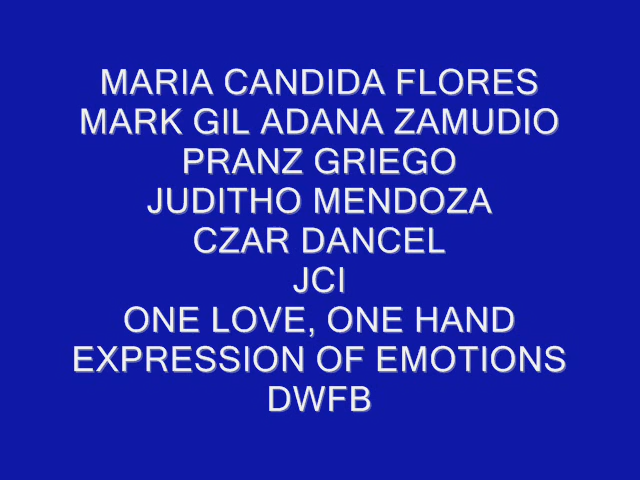 MARIA CANDIDA FLORES
MARK GIL ADANA ZAMUDIO
PRANZ GRIEGO
JUDITHO MENDOZA
CZAR DANCEL
JCI
ONE LOVE, ONE HAND
EXPRESSION OF EMOTIONS
DWFB